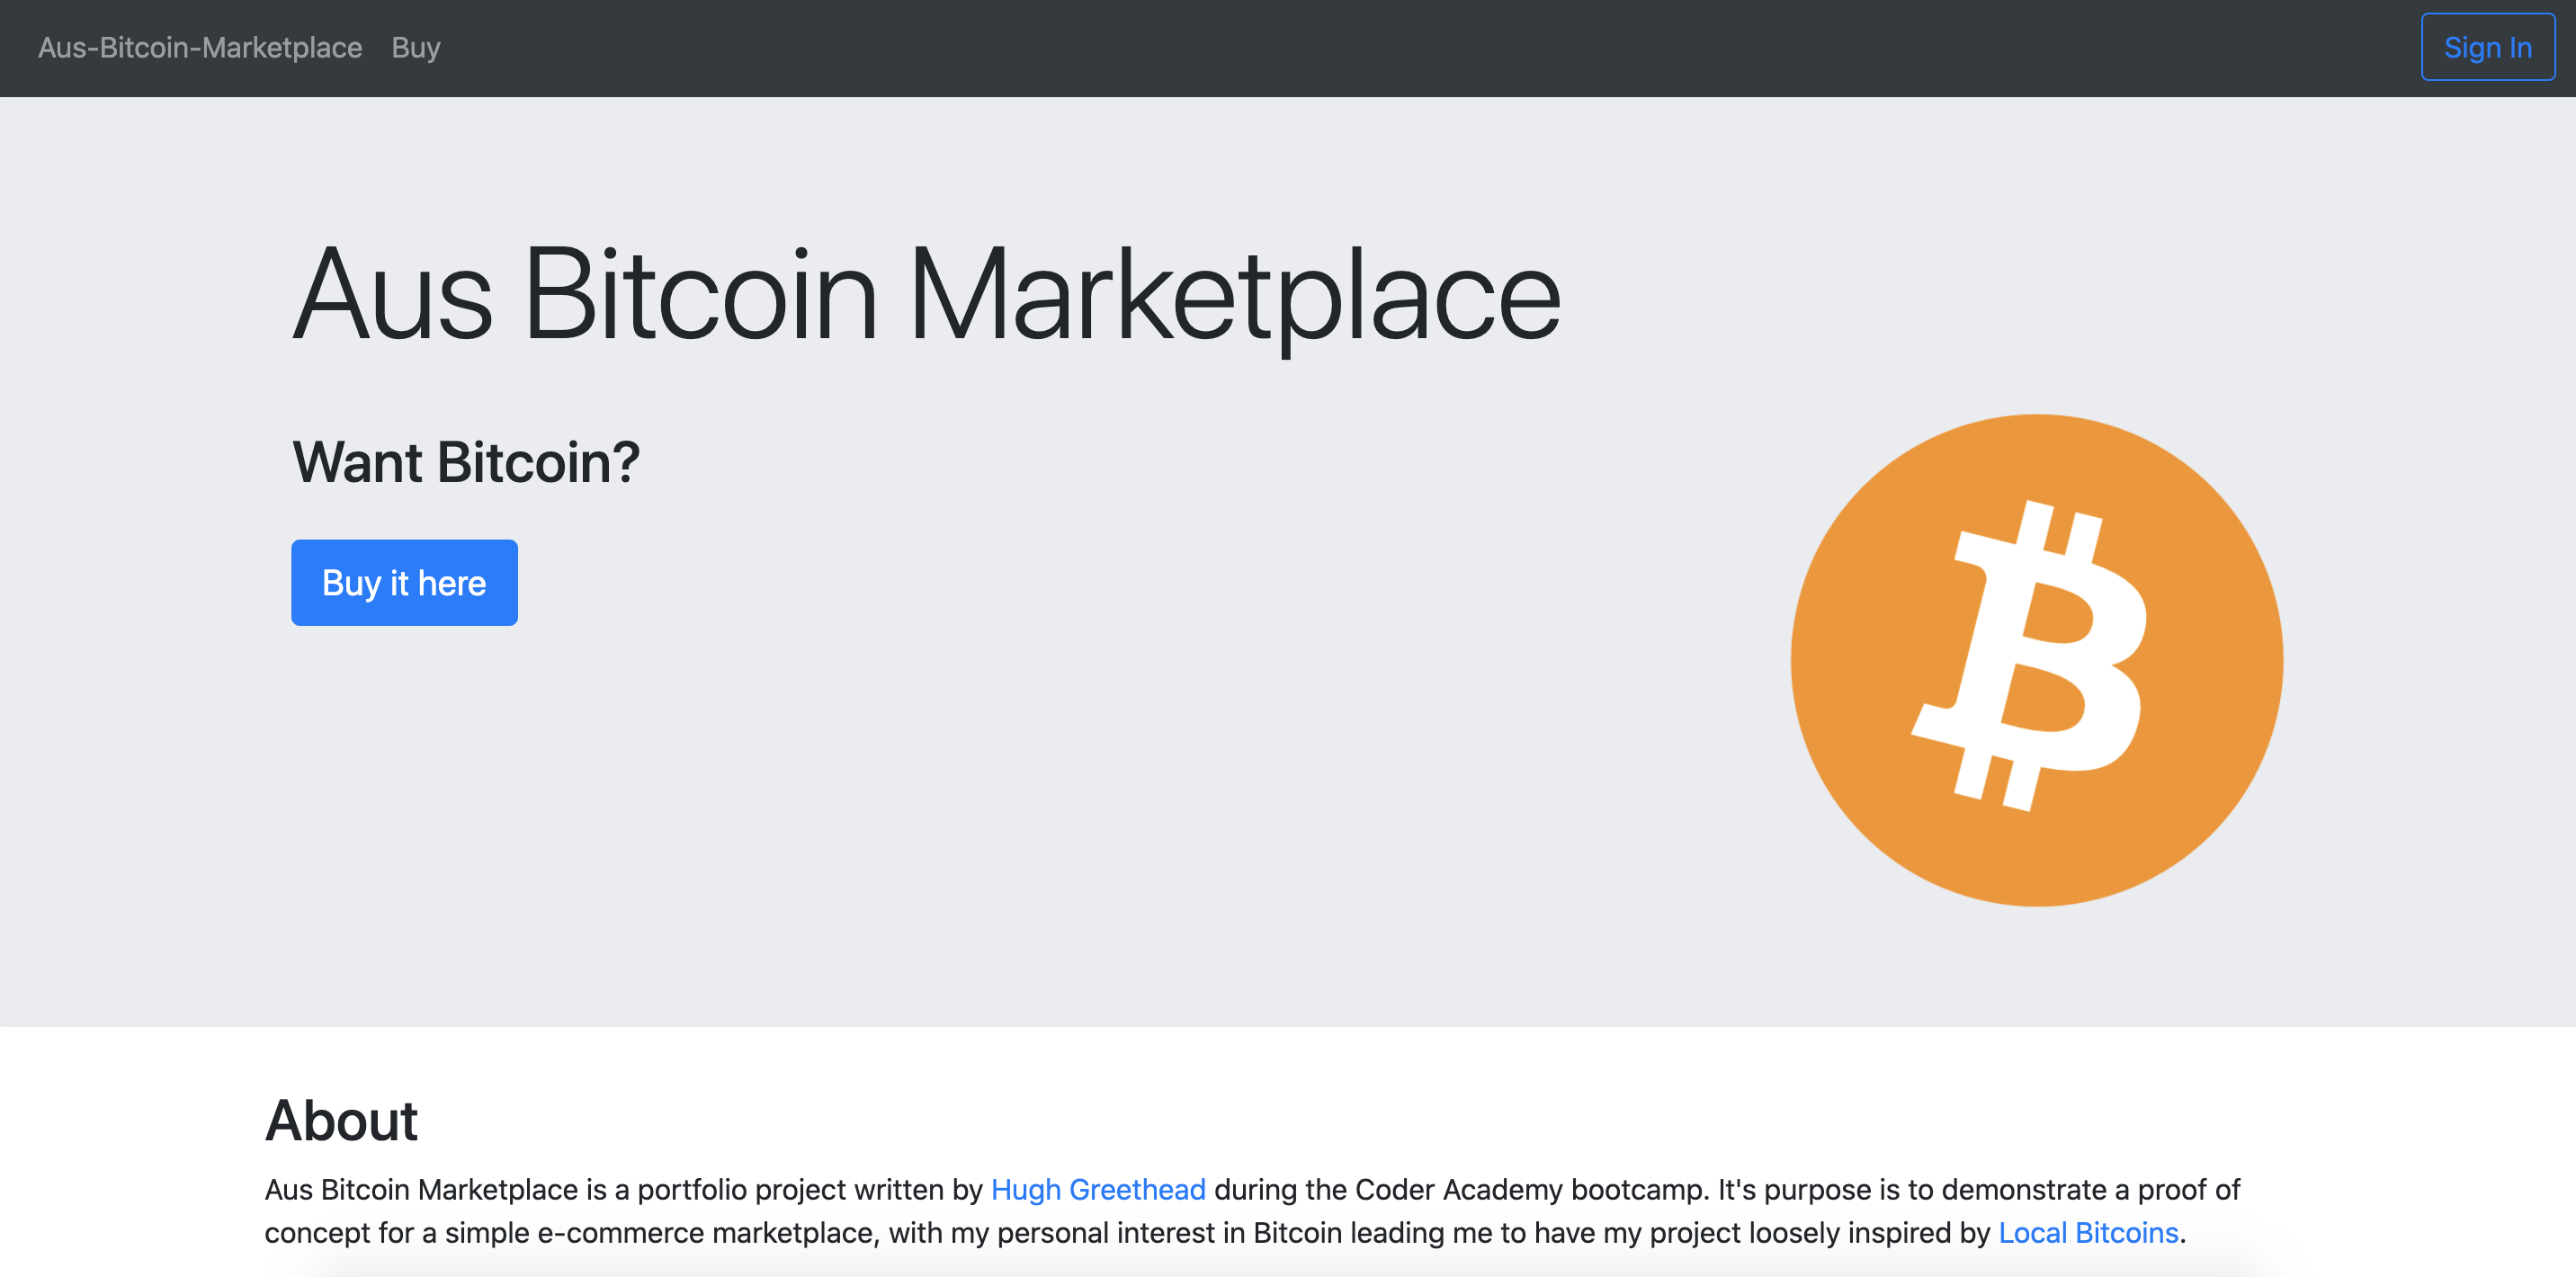 Aus-Bitcoin-Marketplace Buy Sign In
Aus Bitcoin Marketplace
Want Bitcoin?
Buy it here
About
Aus Bitcoin Marketplace is a portfolio project written by Hugh Greethead during the Coder Academy bootcamp. It's purpose is to demonstrate a proof of
concept for a simple e-commerce marketplace, with my personal interest in Bitcoin leading me to have my project loosely inspired by Local Bitcoins.